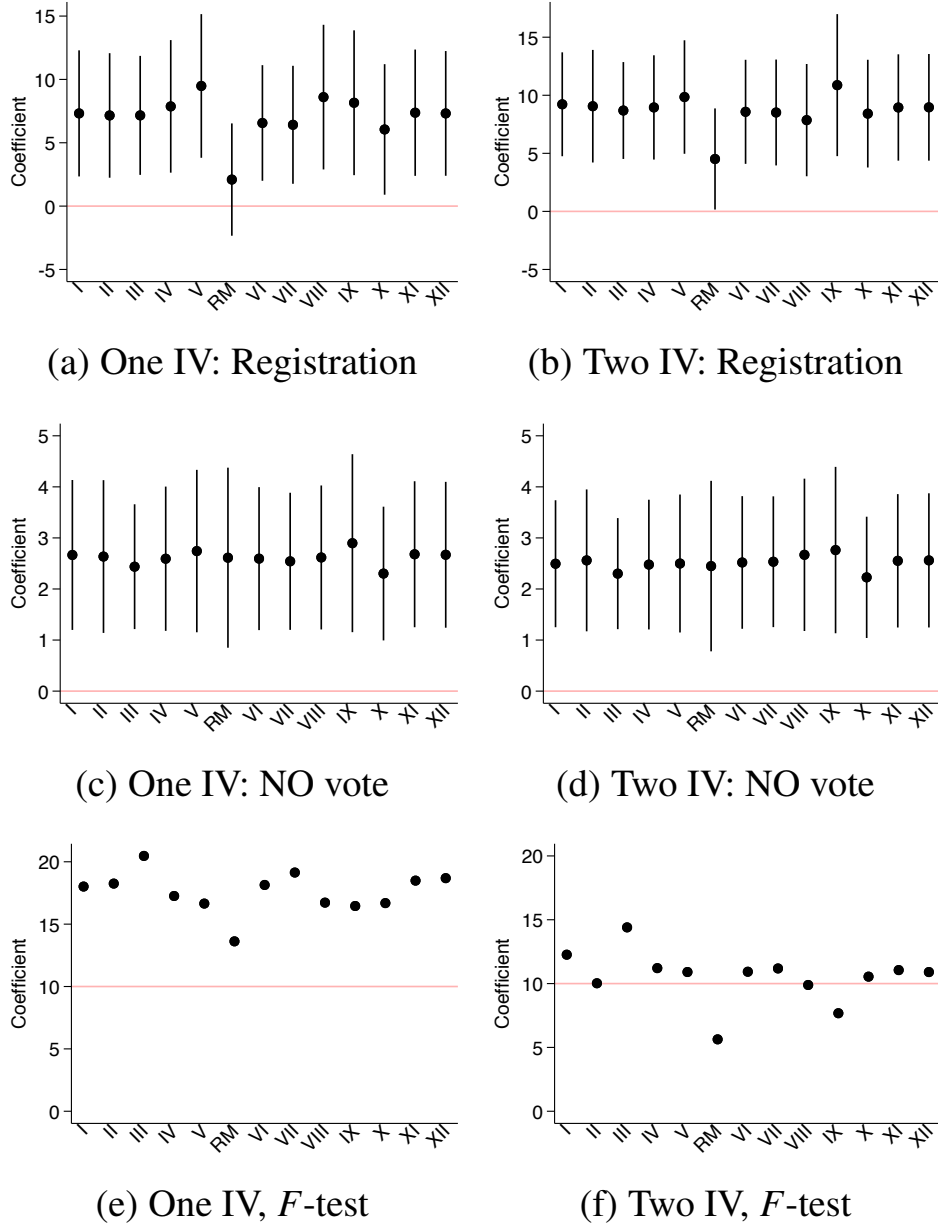 15
10
5
0
-5
Coefficient
I II III IV V RM VI VII VIII IX X XI XII
(a) One IV: Registration
15
10
5
0
-5
Coefficient
I II III IV V RM VI VII VIII IX X XI XII
(b) Two IV: Registration
5
4
3
2
1
0
Coefficient
I II III IV V RM VI VII VIII IX X XI XII
(c) One IV: NO vote
5
4
3
2
1
0
Coefficient
I II III IV V RM VI VII VIII IX X XI XII
(d) Two IV: NO vote
20
15
10
5
0
Coefficient
I II III IV V RM VI VII VIII IX X XI XII
(e) One IV, F-test
20
15
10
5
0
Coefficient
I II III IV V RM VI VII VIII IX X XI XII
(f) Two IV, F-test